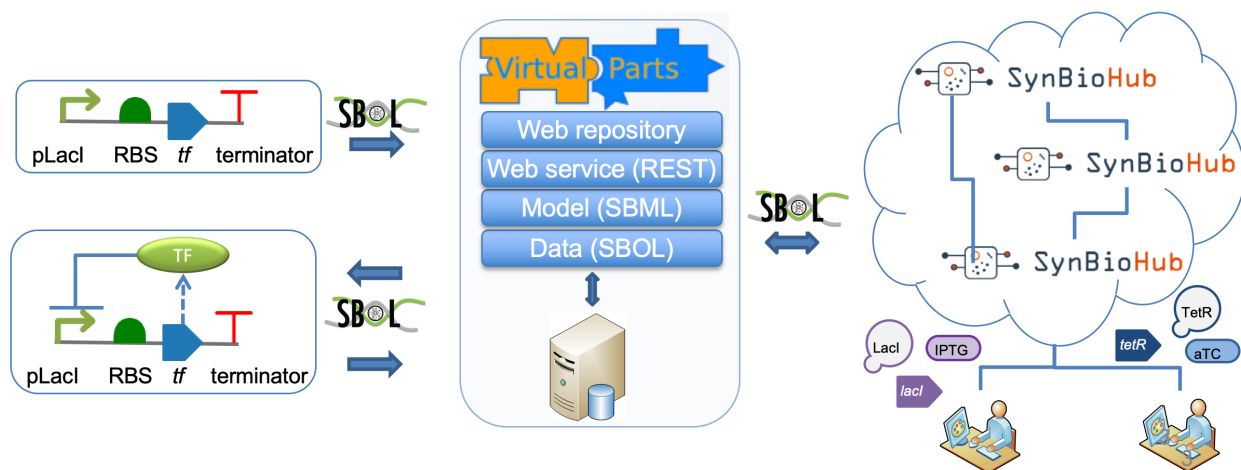 pLacI RBS tf terminator
SBOL
TF
pLacI RBS tf terminator
SBOL
Virtual Parts
Web repository
Web service (REST)
Model (SBML)
Data (SBOL)
SBOL
SynBioHub
SynBioHub
SynBioHub
LacI
IPTG
lacI
tetR
TetR
aTC